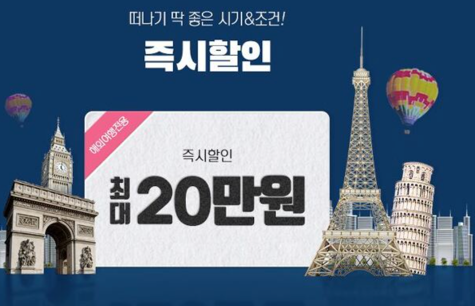 떠나기 딱 좋은 시기&조건!
즉시할인
해외여행전용
즉시할인
최대 20만원